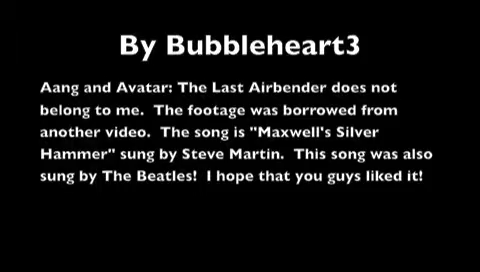 By Bubbleheart3
Aang and Avatar: The Last Airbender does not
belong to me.  The footage was borrowed from
another video.  The song is "Maxwell's Silver
Hammer" sung by Steve Martin.  This song was also
sung by The Beatles!  I hope that you guys liked it!